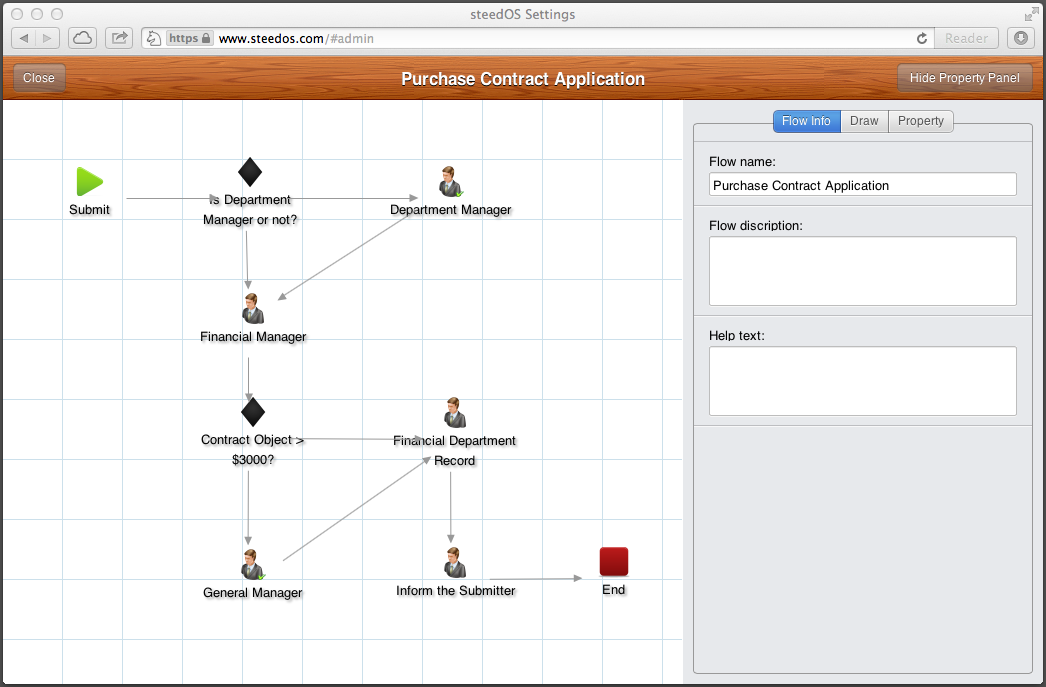 steedOS Settings
https www.steedos.com/#admin
Reader
Close
Purchase Contract Application
Hide Property Panel
Submit
Is Department
Manager or not?
Department Manager
Financial Manager
Contract Object >
$3000?
Financial Department
Record
General Manager
Inform the Submitter
End
Flow Info
Draw
Property
Flow name:
Purchase Contract Application
Flow discription:
Help text: